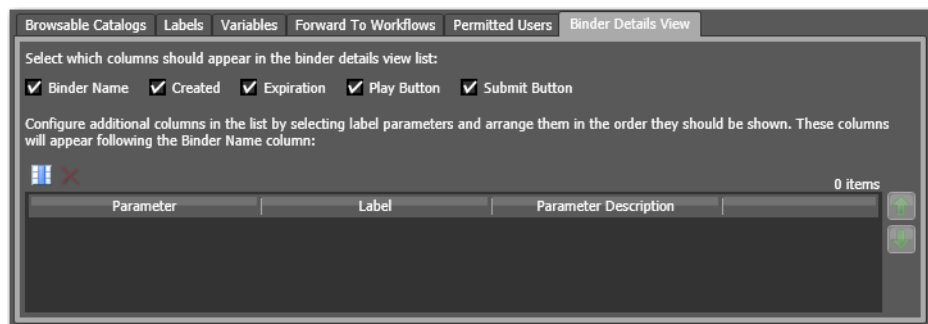 Browsable Catalogs Labels Variables Forward To Workflows Permitted Users Binder Details View
Select which columns should appear in the binder details view list:
Binder Name Created Expiration Play Button Submit Button
Configure additional columns in the list by selecting label parameters and arrange them in the order they should be shown. These columns
will appear following the Binder Name column:
0 items
Parameter Label Parameter Description